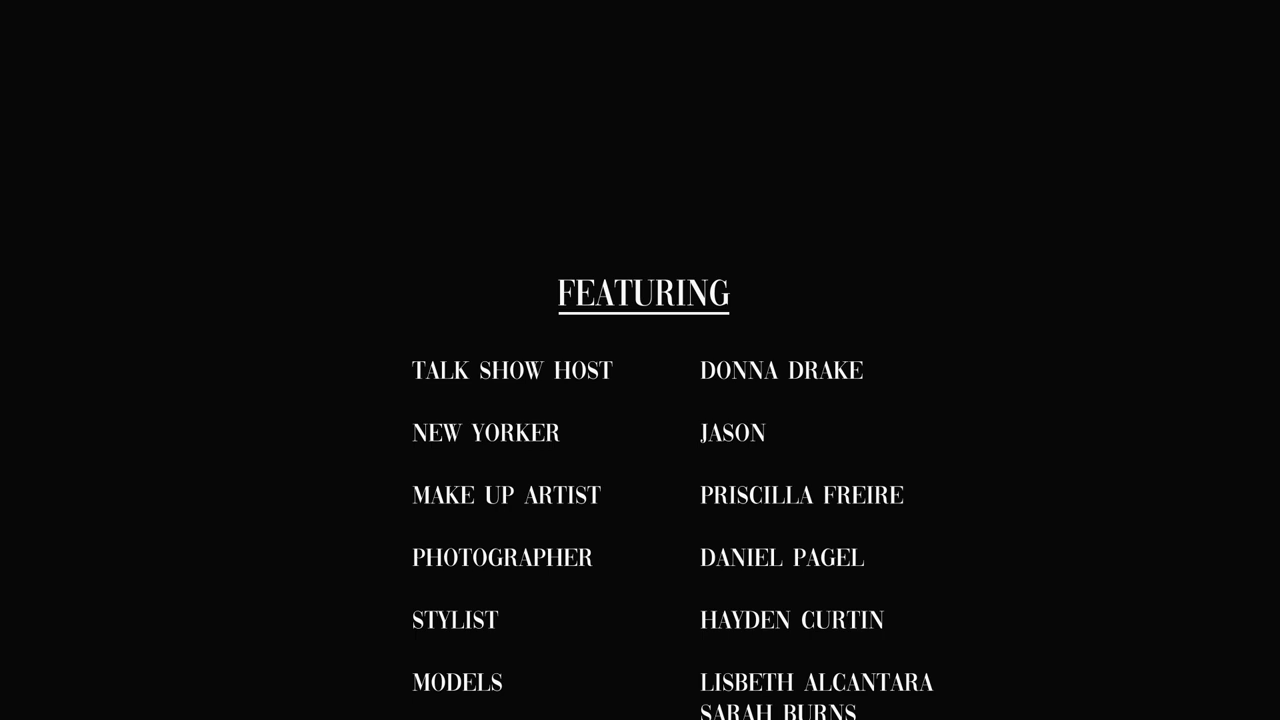 FEATURING
TALK SHOW HOST DONNA DRAKE
NEW YORKER JASON
MAKE UP ARTIST PRISCILLA FREIRE
PHOTOGRAPHER DANIEL PAGEL
STYLIST HAYDEN CURTIN
MODELS LISBETH ALCANTARA
SARAH BURNS